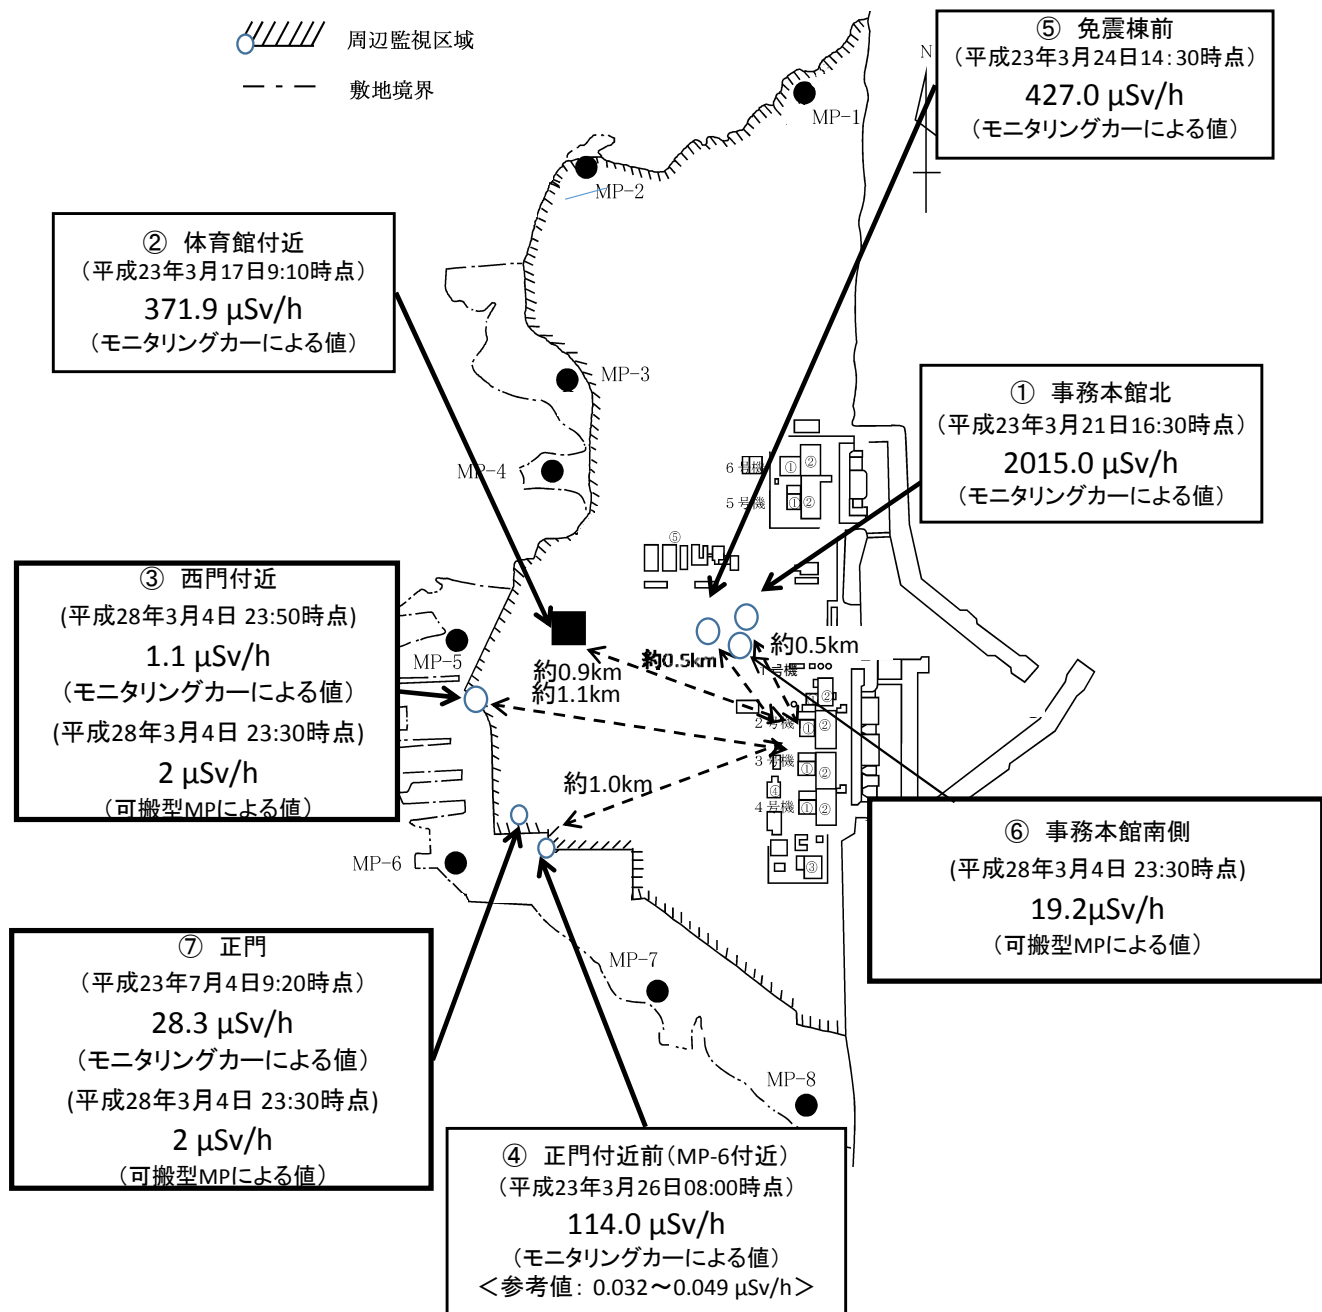 周辺監視区域
敷地境界
⑤ 免震棟前
(平成23年3月24日14:30時点)
427.0 μSv/h
(モニタリングカーによる値)
N
MP-1
MP-2
② 体育館付近
(平成23年3月17日9:10時点)
371.9 μSv/h
(モニタリングカーによる値)
MP-3
① 事務本館北
(平成23年3月21日16:30時点)
2015.0 μSv/h
(モニタリングカーによる値)
MP-4
6号機
① ②
5号機
① ②
⑤
③ 西門付近
(平成28年3月4日 23:50時点)
1.1 μSv/h
(モニタリングカーによる値)
(平成28年3月4日 23:30時点)
2 μSv/h
(可搬型MPによる値)
MP-5
約0.9km
約1.1km
約0.5km
約0.5km
1号機
②
2号機
① ②
3号機
① ②
④
4号機
① ②
③
約1.0km
MP-6
⑥ 事務本館南側
(平成28年3月4日 23:30時点)
19.2μSv/h
(可搬型MPによる値)
⑦ 正門
(平成23年7月4日9:20時点)
28.3 μSv/h
(モニタリングカーによる値)
(平成28年3月4日 23:30時点)
2 μSv/h
(可搬型MPによる値)
MP-7
MP-8
④ 正門付近前(MP-6付近)
(平成23年3月26日08:00時点)
114.0 μSv/h
(モニタリングカーによる値)
<参考値: 0.032～0.049 μSv/h>